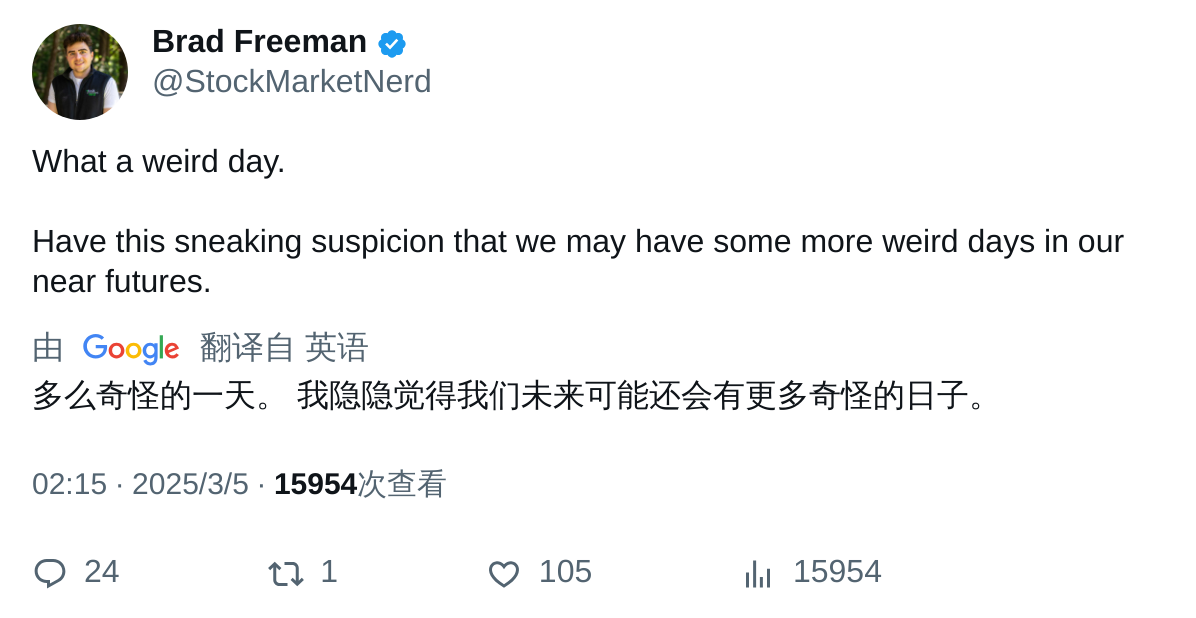 Brad Freeman
@StockMarketNerd
What a weird day.
Have this sneaking suspicion that we may have some more weird days in our
near futures.
由 Google 翻译自 英语
多么奇怪的一天。 我隐隐觉得我们未来可能还会有更多奇怪的日子。
02:15 · 2025/3/5 · 15954次查看
24 1 105 15954